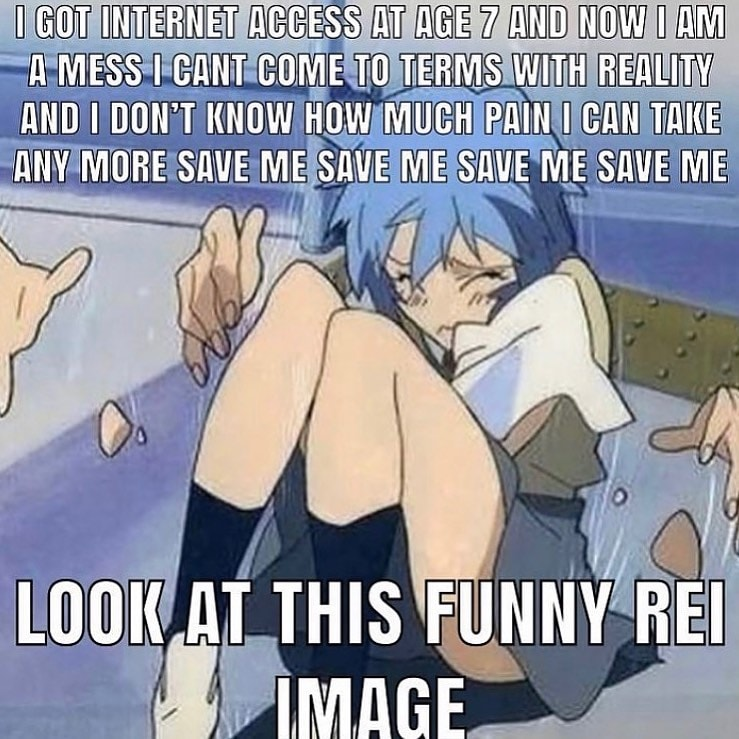 I GOT INTERNET ACCESS AT AGE 7 AND NOW I AM
A MESS I CANT COME TO TERMS WITH REALITY
AND I DON'T KNOW HOW MUCH PAIN I CAN TAKE
ANY MORE SAVE ME SAVE ME SAVE ME SAVE ME
LOOK AT THIS FUNNY REI
IMAGE